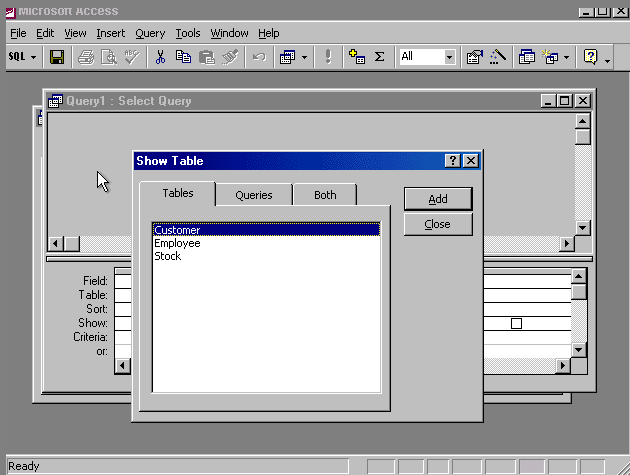 Microsoft Access
File Edit View Insert Query Tools Window Help
SQL All
Query1 : Select Query
Show Table
Tables Queries Both
Add
Close
Customer
Employee
Stock
Field:
Table:
Sort:
Show:
Criteria:
or:
Ready